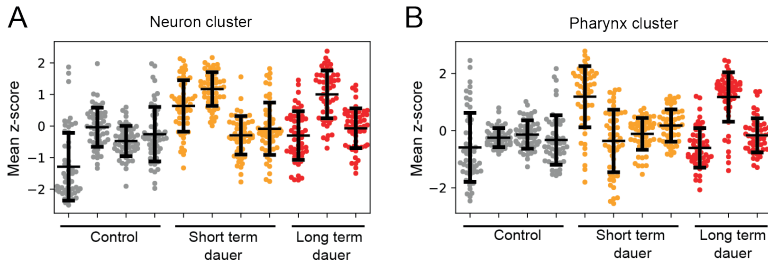 A
Neuron cluster
Mean z-score
2
1
0
−1
−2
Control
Short term
dauer
Long term
dauer
B
Pharynx cluster
Mean z-score
2
0
−2
Control
Short term
dauer
Long term
dauer